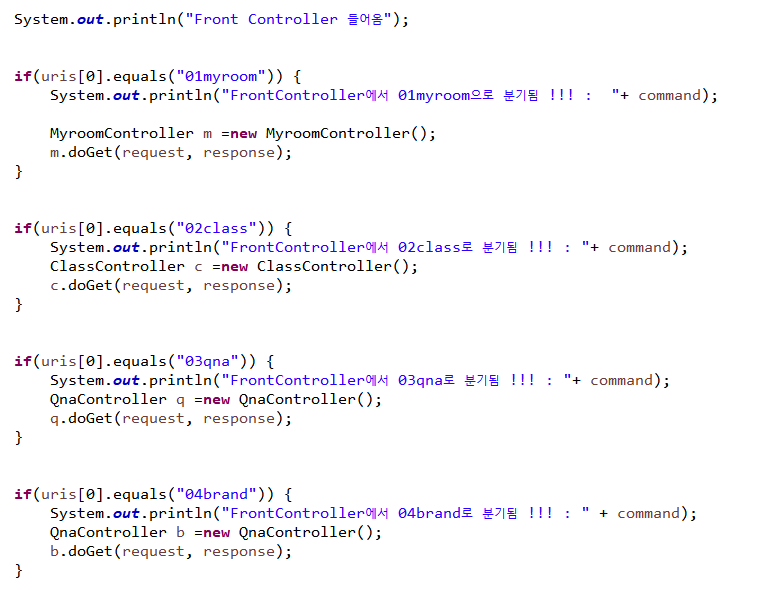 System.out.println("Front Controller 들어옴");
if(uris[0].equals("01myroom")) {
System.out.println("FrontController에서 01myroom으로 분기됨 !!! :  "+ command);
MyroomController m =new MyroomController();
m.doGet(request, response);
}
if(uris[0].equals("02class")) {
System.out.println("FrontController에서 02class로 분기됨 !!! : "+ command);
ClassController c =new ClassController();
c.doGet(request, response);
}
if(uris[0].equals("03qna")) {
System.out.println("FrontController에서 03qna로 분기됨 !!! : "+ command);
QnaController q =new QnaController();
q.doGet(request, response);
}
if(uris[0].equals("04brand")) {
System.out.println("FrontController에서 04brand로 분기됨 !!! : " + command);
QnaController b =new QnaController();
b.doGet(request, response);
}